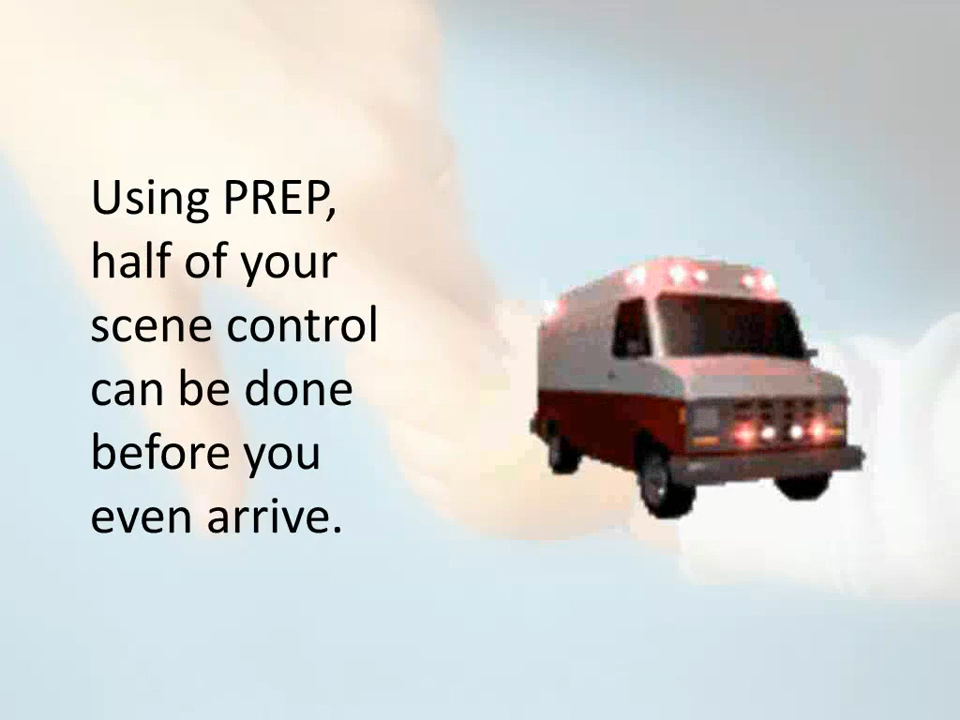 Using PREP,
half of your
scene control
can be done
before you
even arrive.